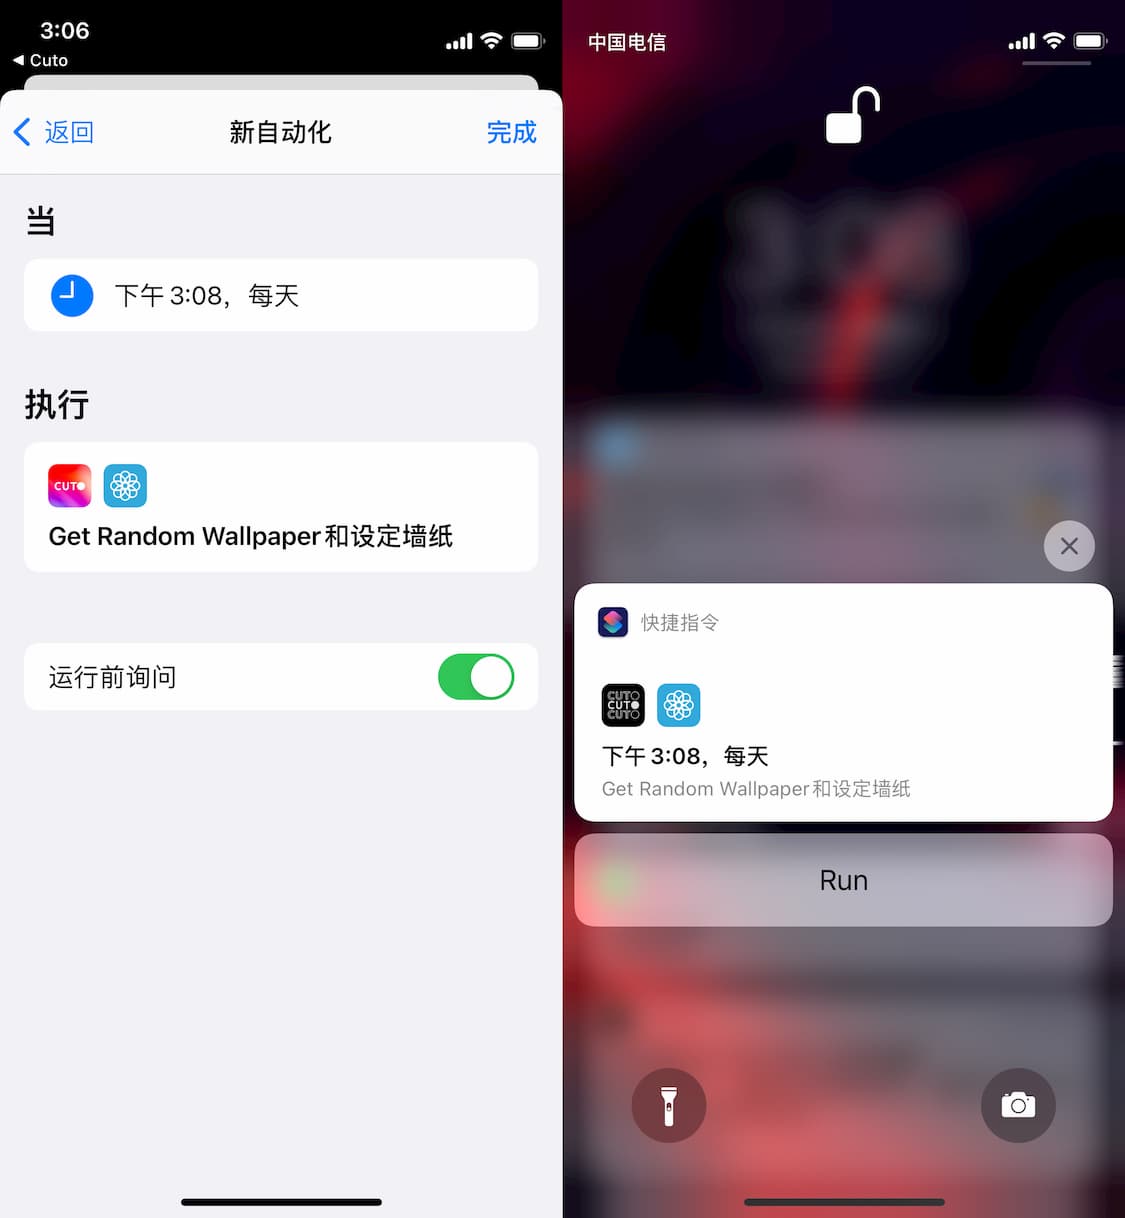 3:06
◀ Cuto
返回
新自动化
完成
当
下午 3:08，每天
执行
CUTO
Get Random Wallpaper和设定墙纸
运行前询问
中国电信
快捷指令
CUTO
CUTO
CUTO
下午 3:08，每天
Get Random Wallpaper和设定墙纸
Run